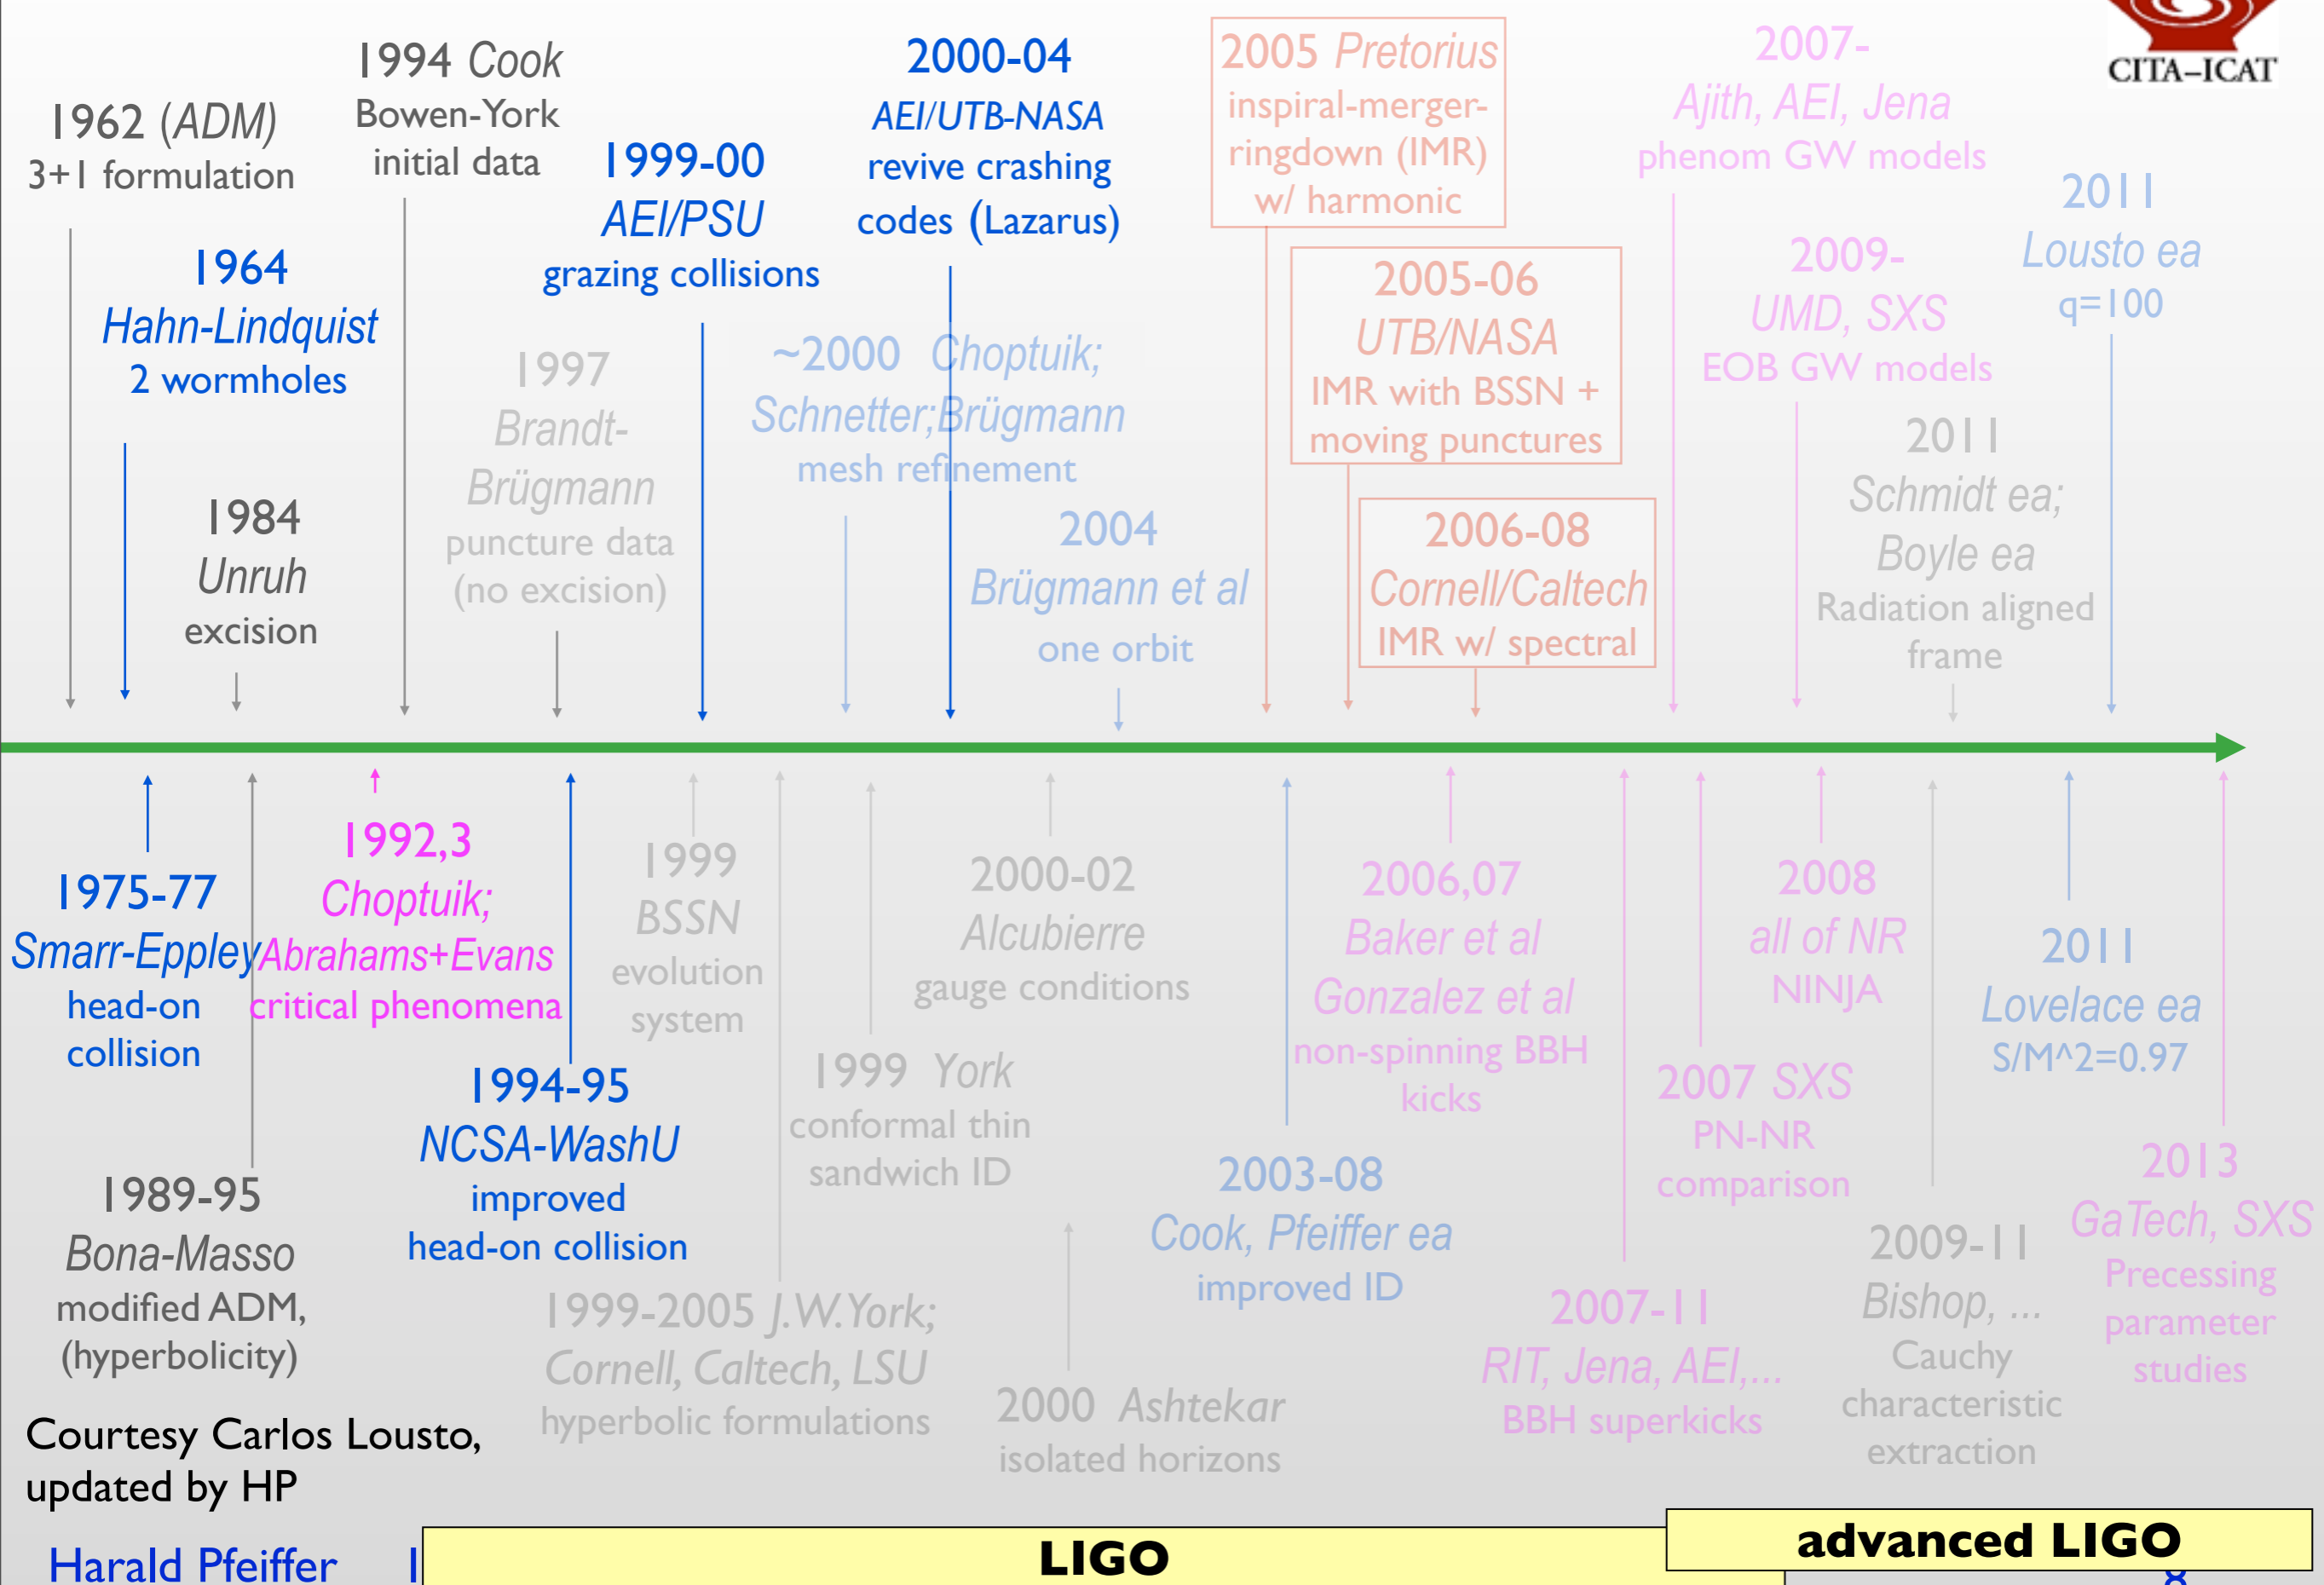 CITA–ICAT
1962 (ADM)
3+1 formulation
1964
Hahn-Lindquist
2 wormholes
1984
Unruh
excision
1994 Cook
Bowen-York
initial data
1997
Brandt-
Brügmann
puncture data
(no excision)
1999-00
AEI/PSU
grazing collisions
~2000 Choptuik;
Schnetter;Brügmann
mesh refinement
2000-04
AEI/UTB-NASA
revive crashing
codes (Lazarus)
2004
Brügmann et al
one orbit
2005 Pretorius
inspiral-merger-
ringdown (IMR)
w/ harmonic
2005-06
UTB/NASA
IMR with BSSN +
moving punctures
2006-08
Cornell/Caltech
IMR w/ spectral
2007-
Ajith, AEI, Jena
phenom GW models
2009-
UMD, SXS
EOB GW models
2011
Schmidt ea;
Boyle ea
Radiation aligned
frame
2011
Lousto ea
q=100
1975-77
Smarr-Eppley
head-on
collision
1989-95
Bona-Masso
modified ADM,
(hyperbolicity)
1992,3
Choptuik;
Abrahams+Evans
critical phenomena
1994-95
NCSA-WashU
improved
head-on collision
1999
BSSN
evolution
system
1999-2005 J.W.York;
Cornell, Caltech, LSU
hyperbolic formulations
1999 York
conformal thin
sandwich ID
2000-02
Alcubierre
gauge conditions
2000 Ashtekar
isolated horizons
2003-08
Cook, Pfeiffer ea
improved ID
2006,07
Baker et al
Gonzalez et al
non-spinning BBH
kicks
2007-11
RIT, Jena, AEI,...
BBH superkicks
2007 SXS
PN-NR
comparison
2008
all of NR
NINJA
2009-11
Bishop, ...
Cauchy
characteristic
extraction
2011
Lovelace ea
S/M^2=0.97
2013
GaTech, SXS
Precessing
parameter
studies
Courtesy Carlos Lousto,
updated by HP
Harald Pfeiffer
LIGO
advanced LIGO
8